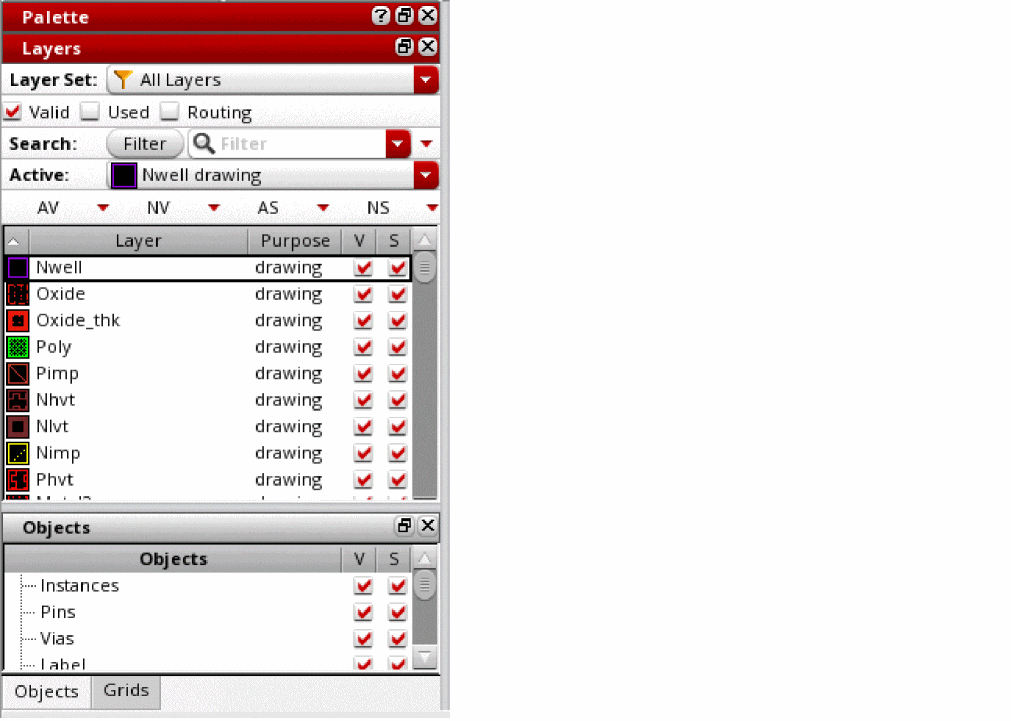 Palette
Layers
Layer Set: All Layers
Valid Used Routing
Search: Filter Filter
Active: Nwell drawing
AV NV AS NS
Layer Purpose V S
Nwell drawing
Oxide drawing
Oxide_thk drawing
Poly drawing
Pimp drawing
Nhvt drawing
Nlvt drawing
Nimp drawing
Phvt drawing
Objects
Objects V S
Instances
Pins
Vias
Label
Objects Grids